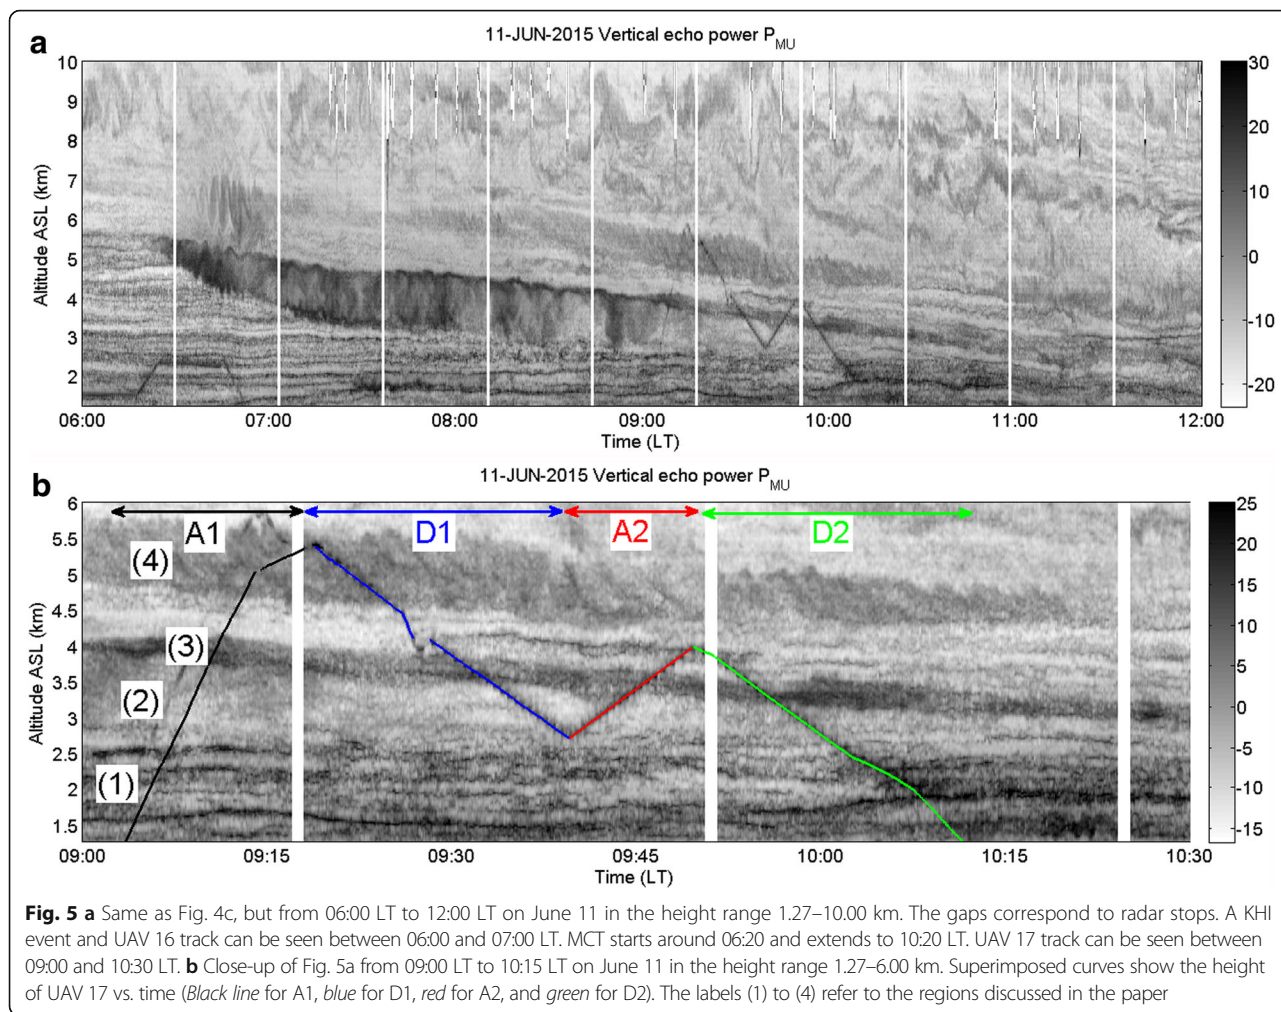 a
11-JUN-2015 Vertical echo power P_MU
10
9
8
7
6
5
4
3
2
Altitude ASL (km)
06:00 07:00 08:00 09:00 10:00 11:00 12:00
Time (LT)
30
20
10
0
-10
-20
b
11-JUN-2015 Vertical echo power P_MU
A1 D1 A2 D2
(4)
(3)
(2)
(1)
6
5.5
5
4.5
4
3.5
3
2.5
2
1.5
Altitude ASL (km)
09:00 09:15 09:30 09:45 10:00 10:15 10:30
Time (LT)
25
20
15
10
5
0
-5
-10
-15
Fig. 5 a Same as Fig. 4c, but from 06:00 LT to 12:00 LT on June 11 in the height range 1.27–10.00 km. The gaps correspond to radar stops. A KHI
event and UAV 16 track can be seen between 06:00 and 07:00 LT. MCT starts around 06:20 and extends to 10:20 LT. UAV 17 track can be seen between
09:00 and 10:30 LT. b Close-up of Fig. 5a from 09:00 LT to 10:15 LT on June 11 in the height range 1.27–6.00 km. Superimposed curves show the height
of UAV 17 vs. time (Black line for A1, blue for D1, red for A2, and green for D2). The labels (1) to (4) refer to the regions discussed in the paper